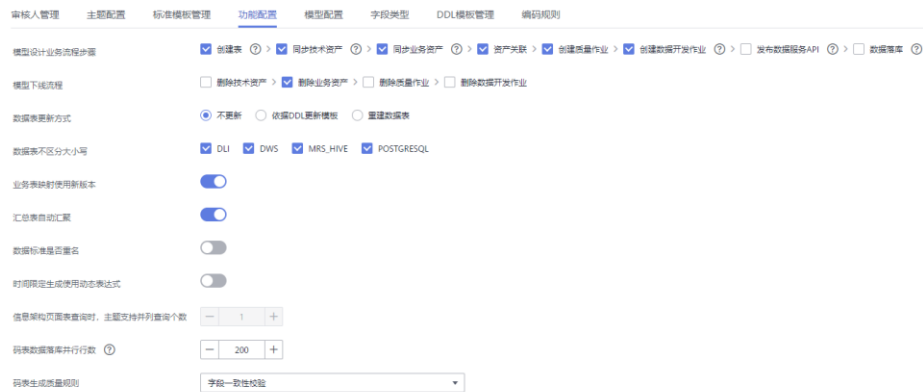 审核人管理 主题配置 标准模板管理 功能配置 模型配置 字段类型 DDL模板管理 编码规则
模型设计业务流程步骤 创建表 ? > 同步技术资产 ? > 同步业务资产 ? > 资产关联 > 创建质量作业 > 创建数据开发作业 ? > 发布数据服务API ? > 数据落库 ?
模型下线流程 删除技术资产 > 删除业务资产 > 删除质量作业 > 删除数据开发作业
数据表更新方式 不更新 依据DDL更新模板 重建数据表
数据表不区分大小写 DLI DWS MRS_HIVE POSTGRESQL
业务表映射使用新版本
汇总表自动汇聚
数据标准是否重名
时间限定生成使用动态表达式
信息架构页面表查询时，主题支持并列查询个数 − 1 +
码表数据落库并行行数 ? − 200 +
码表生成质量规则 字段一致性校验